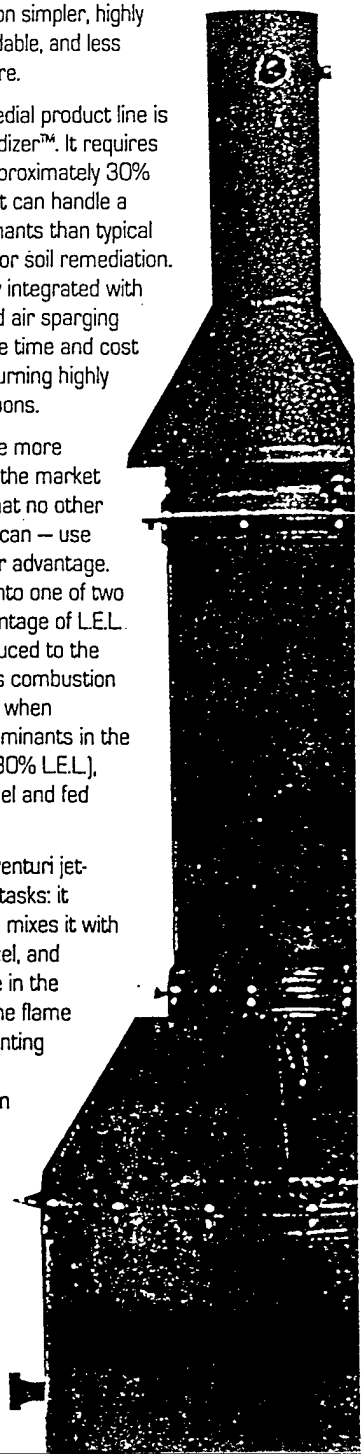 on simpler, highly
dable, and less
re.
edial product line is
dizer™. It requires
proximately 30%
t can handle a
nants than typical
or soil remediation.
y integrated with
d air sparging
e time and cost
urning highly
bons.
e more
the market
hat no other
can — use
r advantage.
nto one of two
ntage of L.E.L.
uced to the
s combustion
when
minants in the
30% L.E.L.),
el and fed
enturi jet-
tasks: it
mixes it with
el, and
e in the
he flame
nting
n